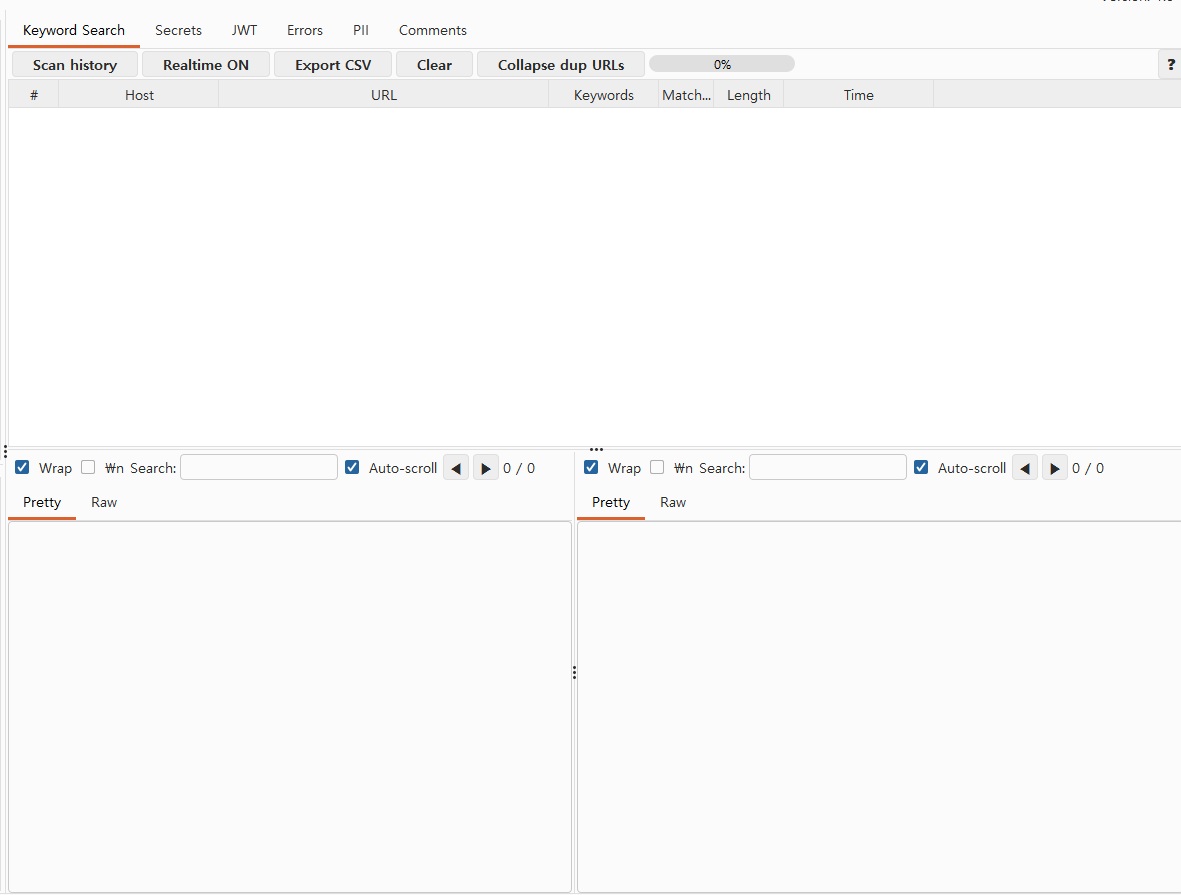 Keyword Search Secrets JWT Errors PII Comments
Scan history Realtime ON Export CSV Clear Collapse dup URLs 0% ?
# Host URL Keywords Match... Length Time
Wrap ₩n Search: Auto-scroll ◀ ▶ 0 / 0 Wrap ₩n Search: Auto-scroll ◀ ▶ 0 / 0
Pretty Raw Pretty Raw